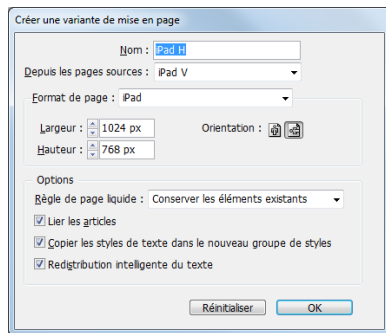 Créer une variante de mise en page
Nom : iPad H
Depuis les pages sources : iPad V
Format de page : iPad
Largeur : 1024 px Orientation :
Hauteur : 768 px
Options
Règle de page liquide : Conserver les éléments existants
Lier les articles
Copier les styles de texte dans le nouveau groupe de styles
Redistribution intelligente du texte
Réinitialiser OK